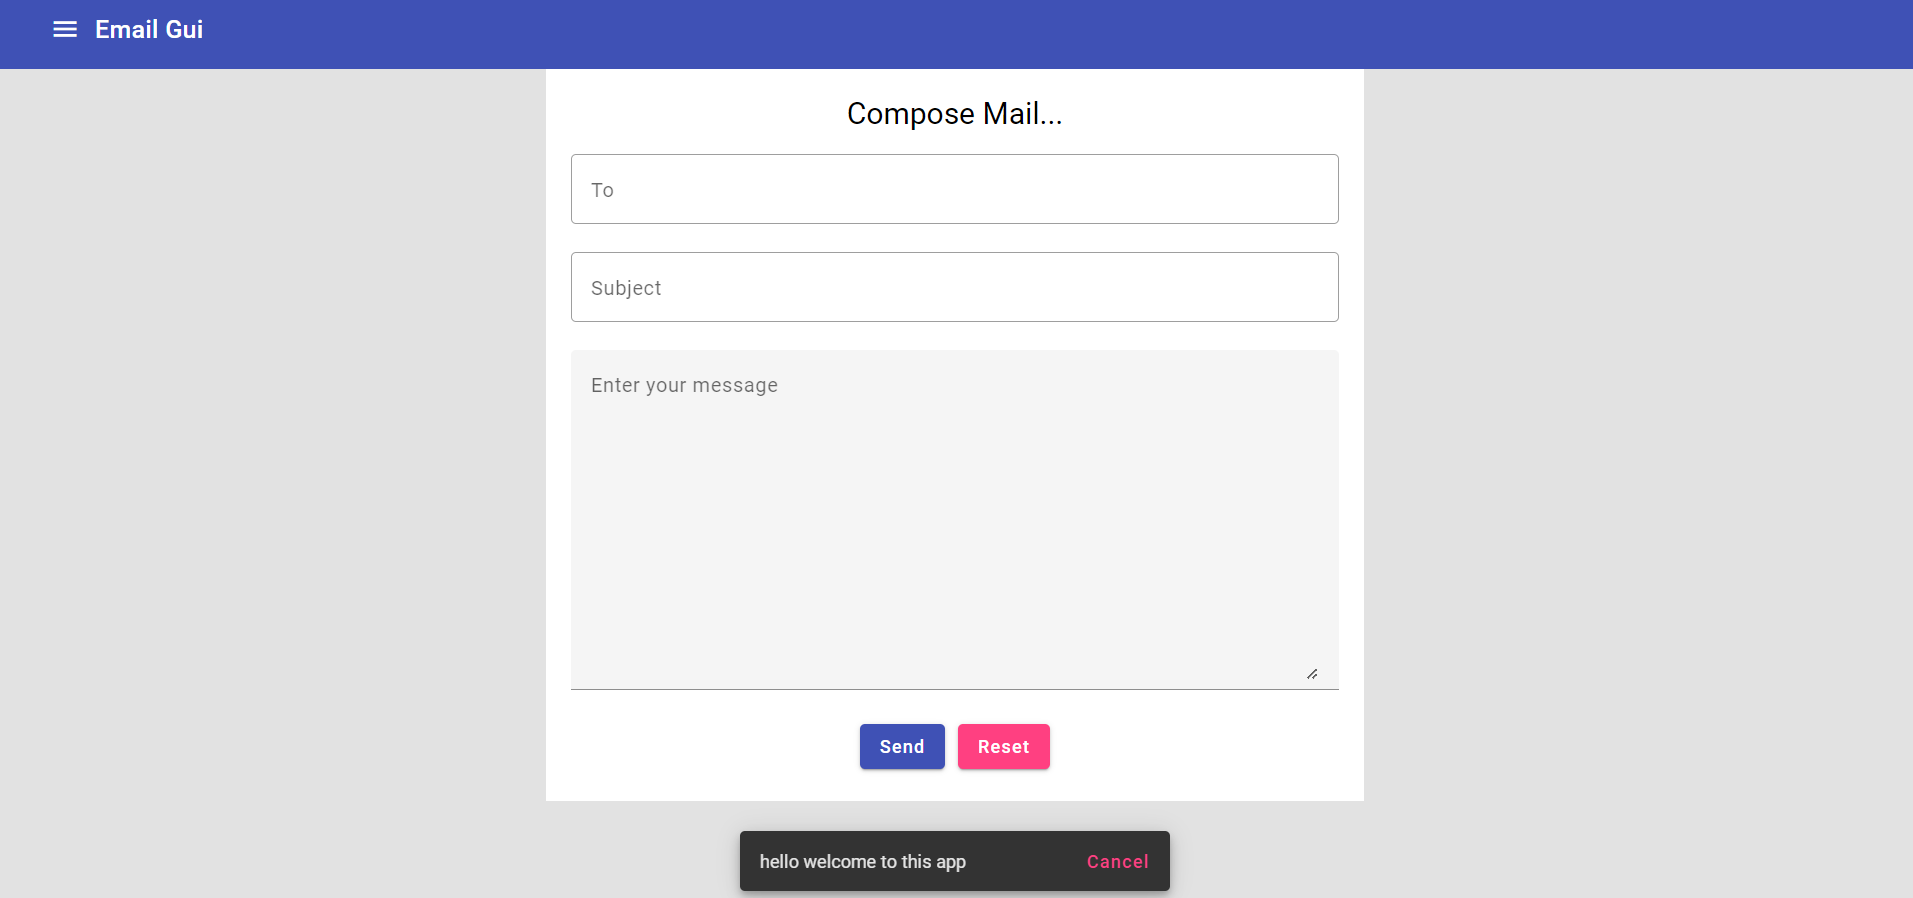 Email Gui
Compose Mail...
To
Subject
Enter your message
Send Reset
hello welcome to this app Cancel